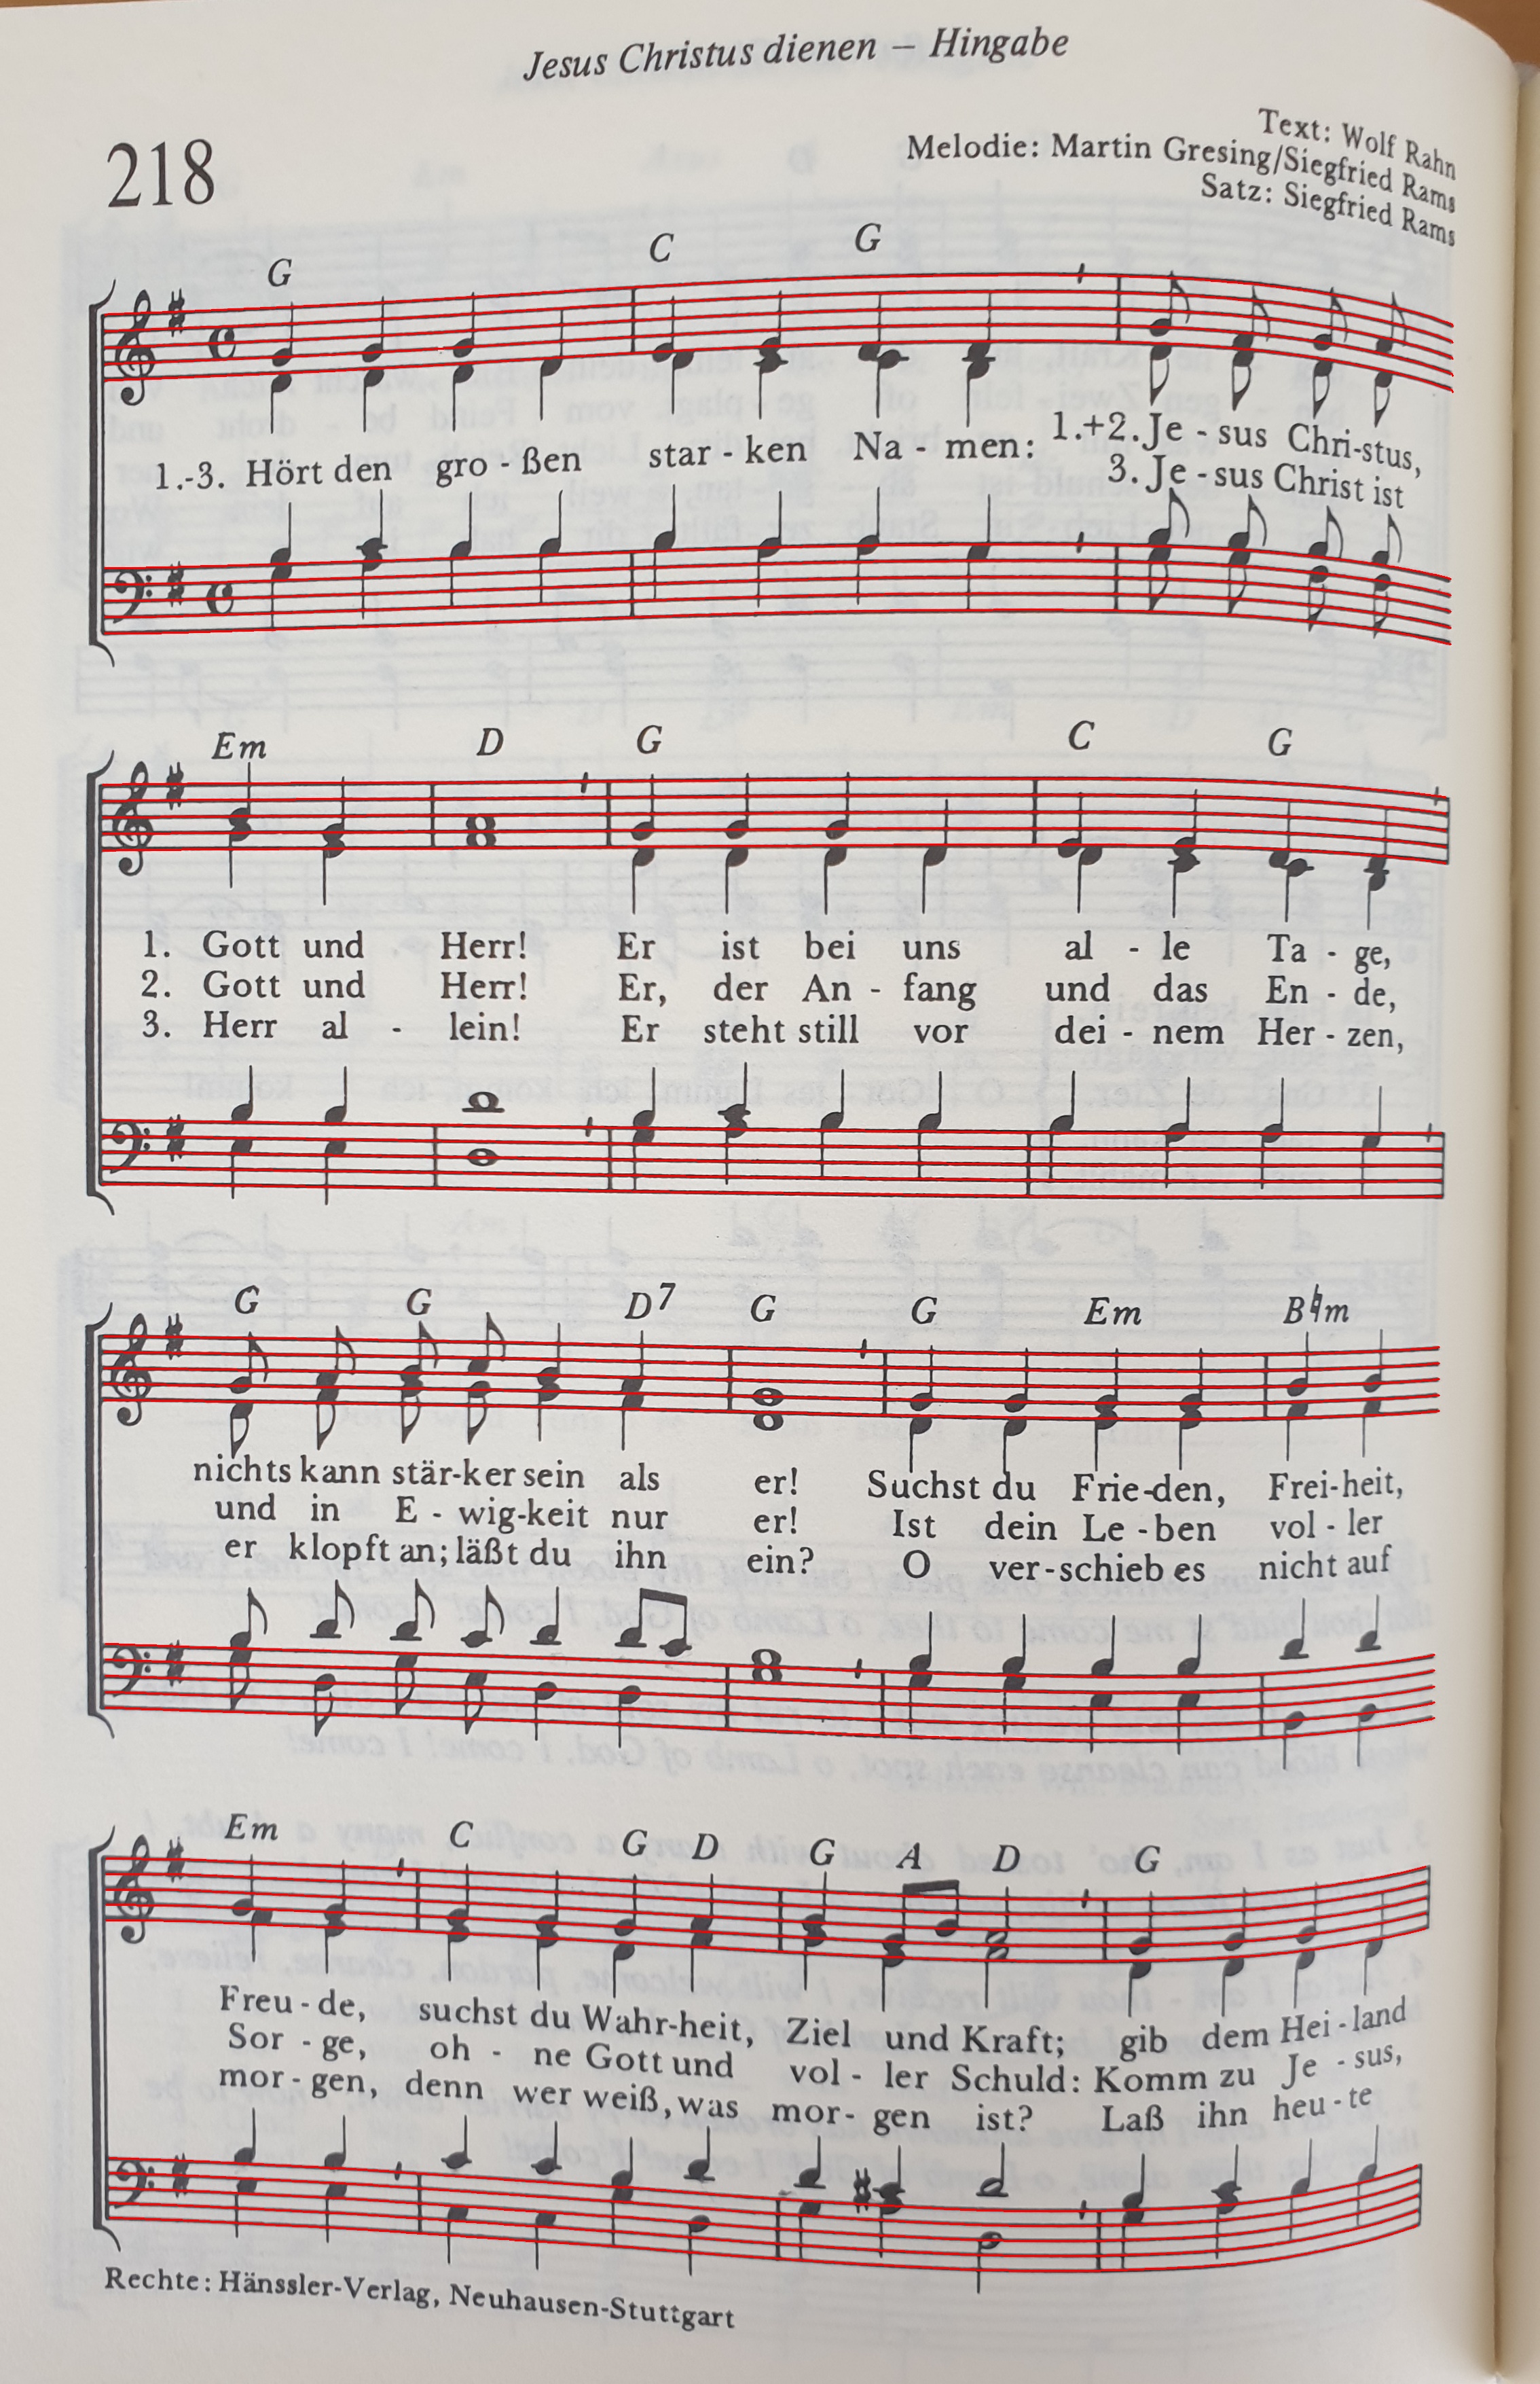 Jesus Christus dienen – Hingabe
218
Text: Wolf Rahn
Melodie: Martin Gresing/Siegfried Rams
Satz: Siegfried Rams
G C G
1.-3. Hört den gro - ßen star - ken Na - men: 1.+2. Je - sus Chri-stus,
3. Je - sus Christ ist
Em D G C G
1. Gott und Herr! Er ist bei uns al - le Ta - ge,
2. Gott und Herr! Er, der An - fang und das En - de,
3. Herr al - lein! Er steht still vor dei - nem Her - zen,
G G D7 G G Em B♮m
nichts kann stär-ker sein als er! Suchst du Frie-den, Frei-heit,
und in E - wig-keit nur er! Ist dein Le - ben vol - ler
er klopft an; läßt du ihn ein? O ver-schieb es nicht auf
Em C G D G A D G
Freu - de, suchst du Wahr-heit, Ziel und Kraft; gib dem Hei - land
Sor - ge, oh - ne Gott und vol - ler Schuld: Komm zu Je - sus,
mor - gen, denn wer weiß, was mor - gen ist? Laß ihn heu - te
Rechte: Hänssler-Verlag, Neuhausen-Stuttgart